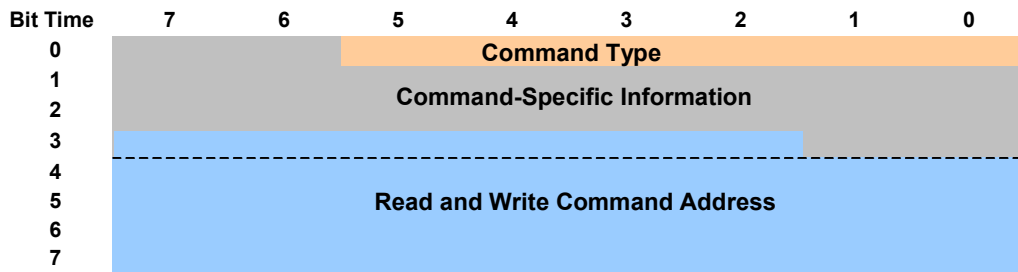 Bit Time 7 6 5 4 3 2 1 0
0 Command Type
1
Command-Specific Information
2
3
4
5 Read and Write Command Address
6
7